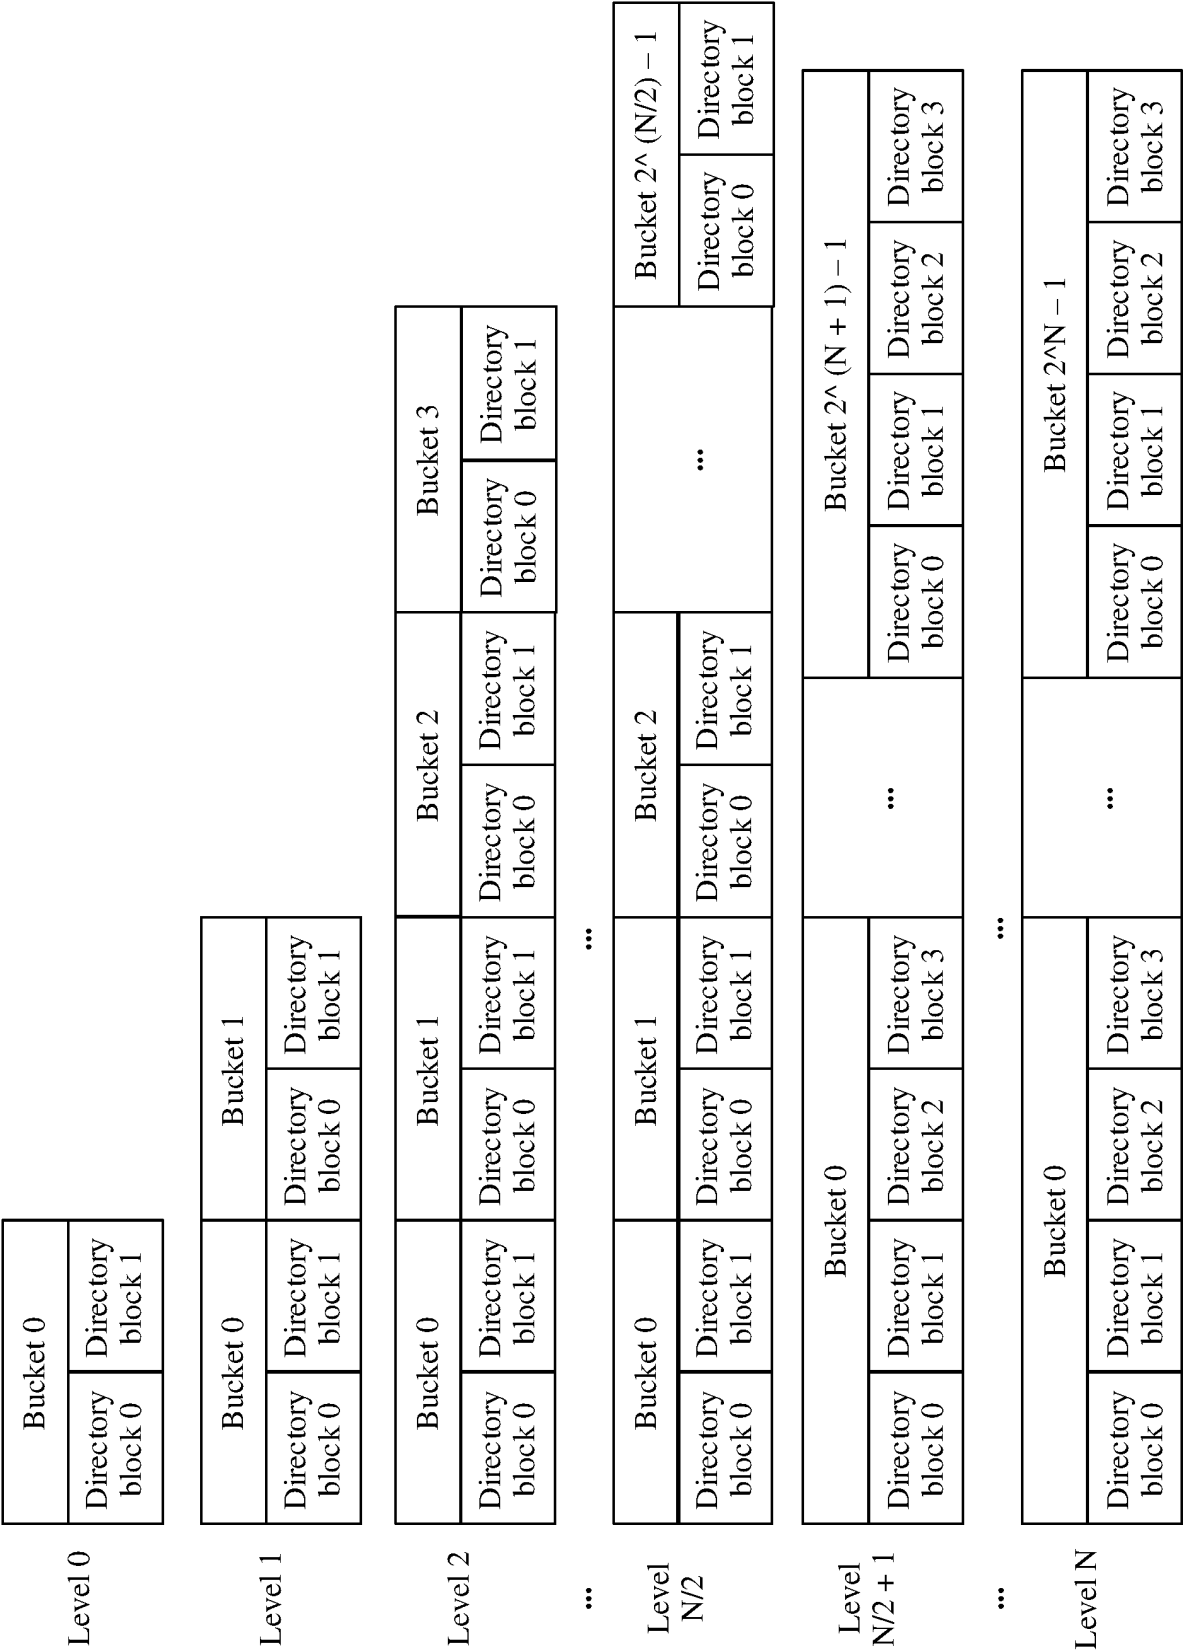 Level 0
Bucket 0
Directory
block 0
Directory
block 1
Level 1
Bucket 0
Bucket 1
Directory
block 0
Directory
block 1
Directory
block 0
Directory
block 1
Level 2
Bucket 0
Bucket 1
Bucket 2
Bucket 3
Directory
block 0
Directory
block 1
Directory
block 0
Directory
block 1
Directory
block 0
Directory
block 1
Directory
block 0
Directory
block 1
...
...
Level
N/2
Bucket 0
Bucket 1
Bucket 2
...
Bucket 2^ (N/2) – 1
Directory
block 0
Directory
block 1
Directory
block 0
Directory
block 1
Directory
block 0
Directory
block 1
Directory
block 0
Directory
block 1
Level
N/2 + 1
Bucket 0
...
Bucket 2^ (N + 1) – 1
Directory
block 0
Directory
block 1
Directory
block 2
Directory
block 3
Directory
block 0
Directory
block 1
Directory
block 2
Directory
block 3
...
...
Level N
Bucket 0
...
Bucket 2^N – 1
Directory
block 0
Directory
block 1
Directory
block 2
Directory
block 3
Directory
block 0
Directory
block 1
Directory
block 2
Directory
block 3